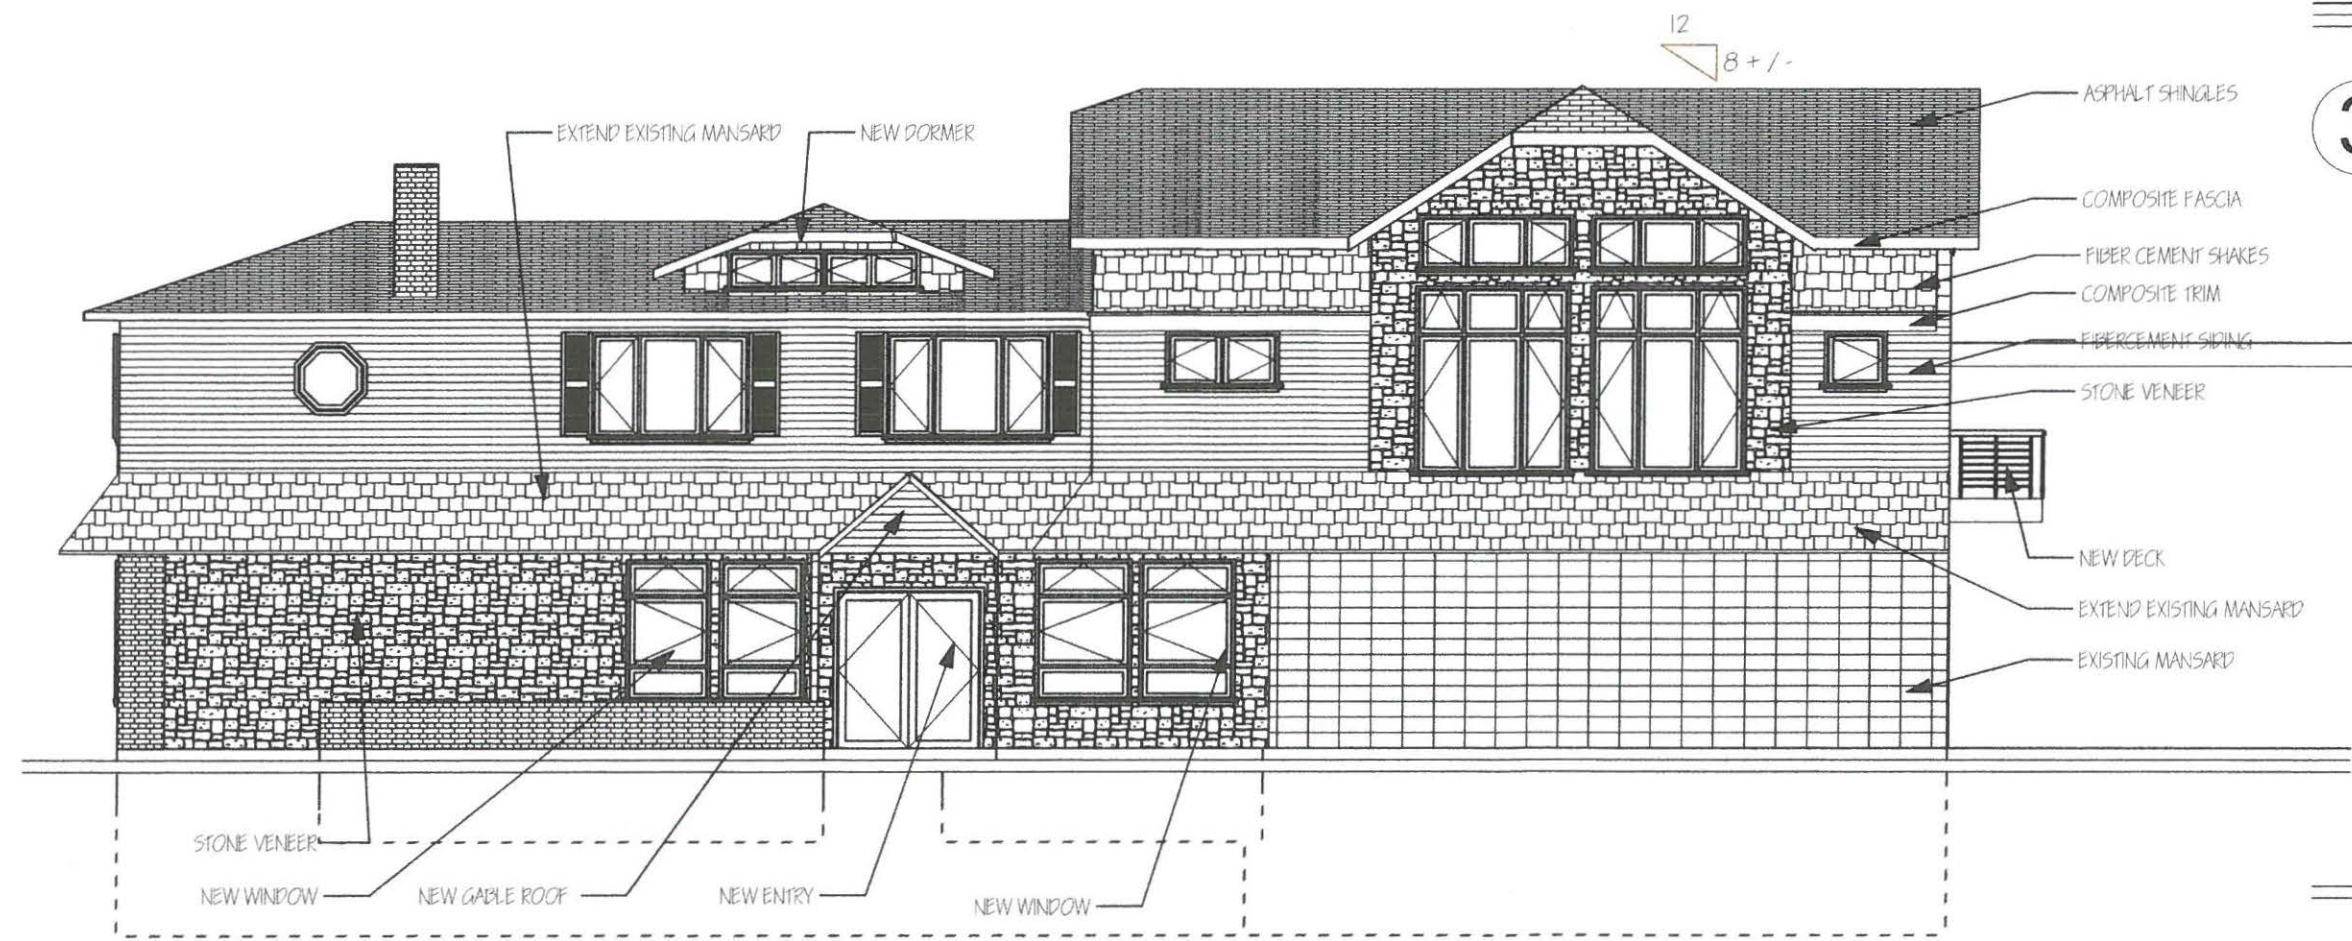 12
8 + / -
ASPHALT SHINGLES
EXTEND EXISTING MANSARD
NEW DORMER
COMPOSITE FASCIA
FIBER CEMENT SHAKES
COMPOSITE TRIM
FIBERCEMENT SIDING
STONE VENEER
NEW DECK
EXTEND EXISTING MANSARD
EXISTING MANSARD
STONE VENEER
NEW WINDOW
NEW GABLE ROOF
NEW ENTRY
NEW WINDOW